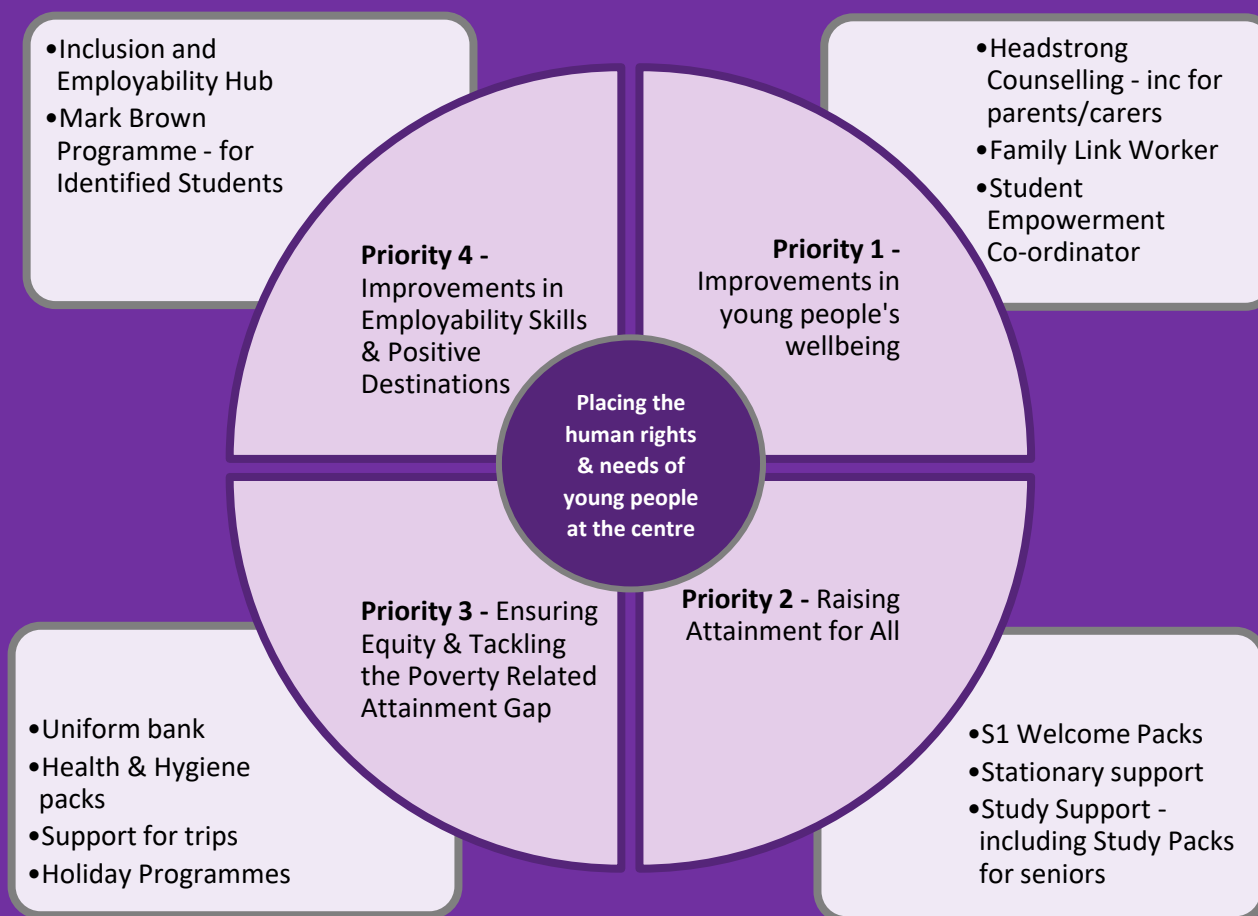 •Inclusion and
Employability Hub
•Mark Brown
Programme - for
Identified Students
•Headstrong
Counselling - inc for
parents/carers
•Family Link Worker
•Student
Empowerment
Co-ordinator
Priority 4 -
Improvements in
Employability Skills
& Positive
Destinations
Priority 1 -
Improvements in
young people's
wellbeing
Placing the
human rights
& needs of
young people
at the centre
Priority 3 - Ensuring
Equity & Tackling
the Poverty Related
Attainment Gap
Priority 2 - Raising
Attainment for All
•Uniform bank
•Health & Hygiene
packs
•Support for trips
•Holiday Programmes
•S1 Welcome Packs
•Stationary support
•Study Support -
including Study Packs
for seniors